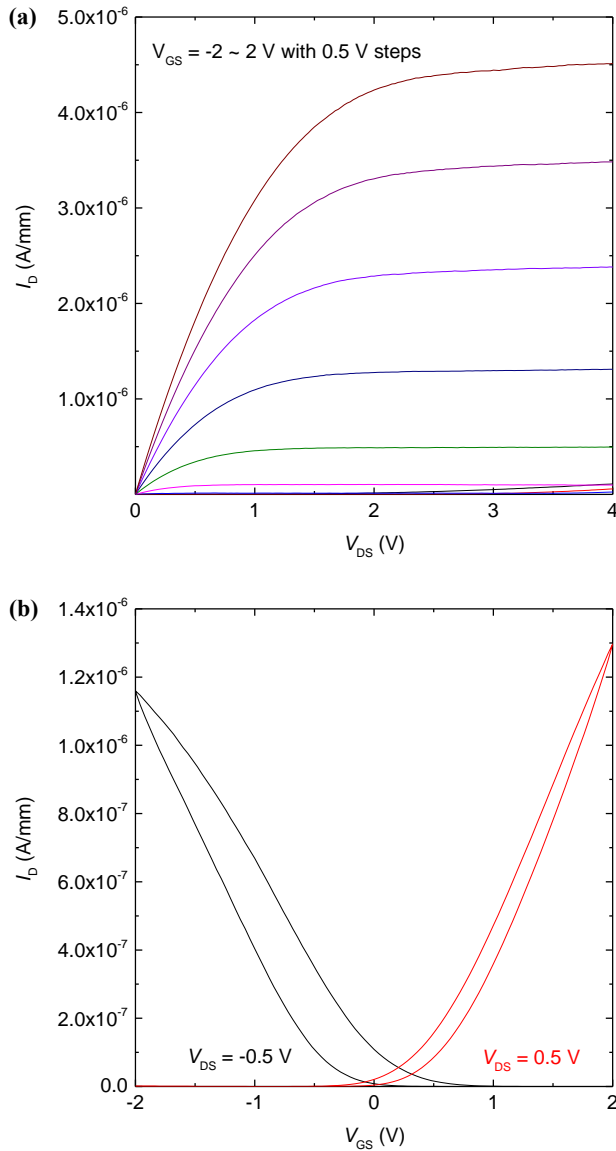 (a)
5.0x10⁻⁶
V_GS = -2 ~ 2 V with 0.5 V steps
4.0x10⁻⁶
3.0x10⁻⁶
I_D (A/mm)
2.0x10⁻⁶
1.0x10⁻⁶
0 1 2 3 4
V_DS (V)
(b)
1.4x10⁻⁶
1.2x10⁻⁶
1.0x10⁻⁶
8.0x10⁻⁷
I_D (A/mm)
6.0x10⁻⁷
4.0x10⁻⁷
2.0x10⁻⁷
V_DS = -0.5 V
V_DS = 0.5 V
0.0
-2 -1 0 1 2
V_GS (V)